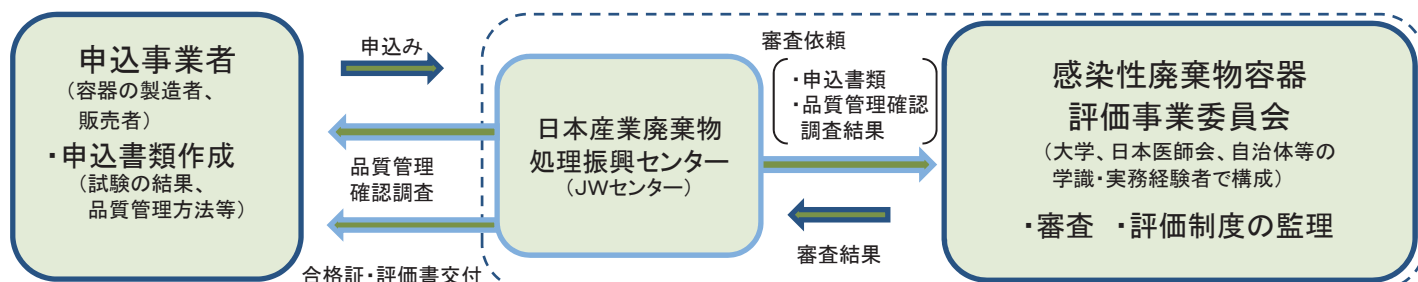 申込事業者
（容器の製造者、
販売者）
・申込書類作成
（試験の結果、
品質管理方法等）
申込み
品質管理
確認調査
合格証・評価書交付
日本産業廃棄物
処理振興センター
（JWセンター）
審査依頼
・申込書類
・品質管理確認
調査結果
審査結果
感染性廃棄物容器
評価事業委員会
（大学、日本医師会、自治体等の
学識・実務経験者で構成）
・審査 ・評価制度の監理